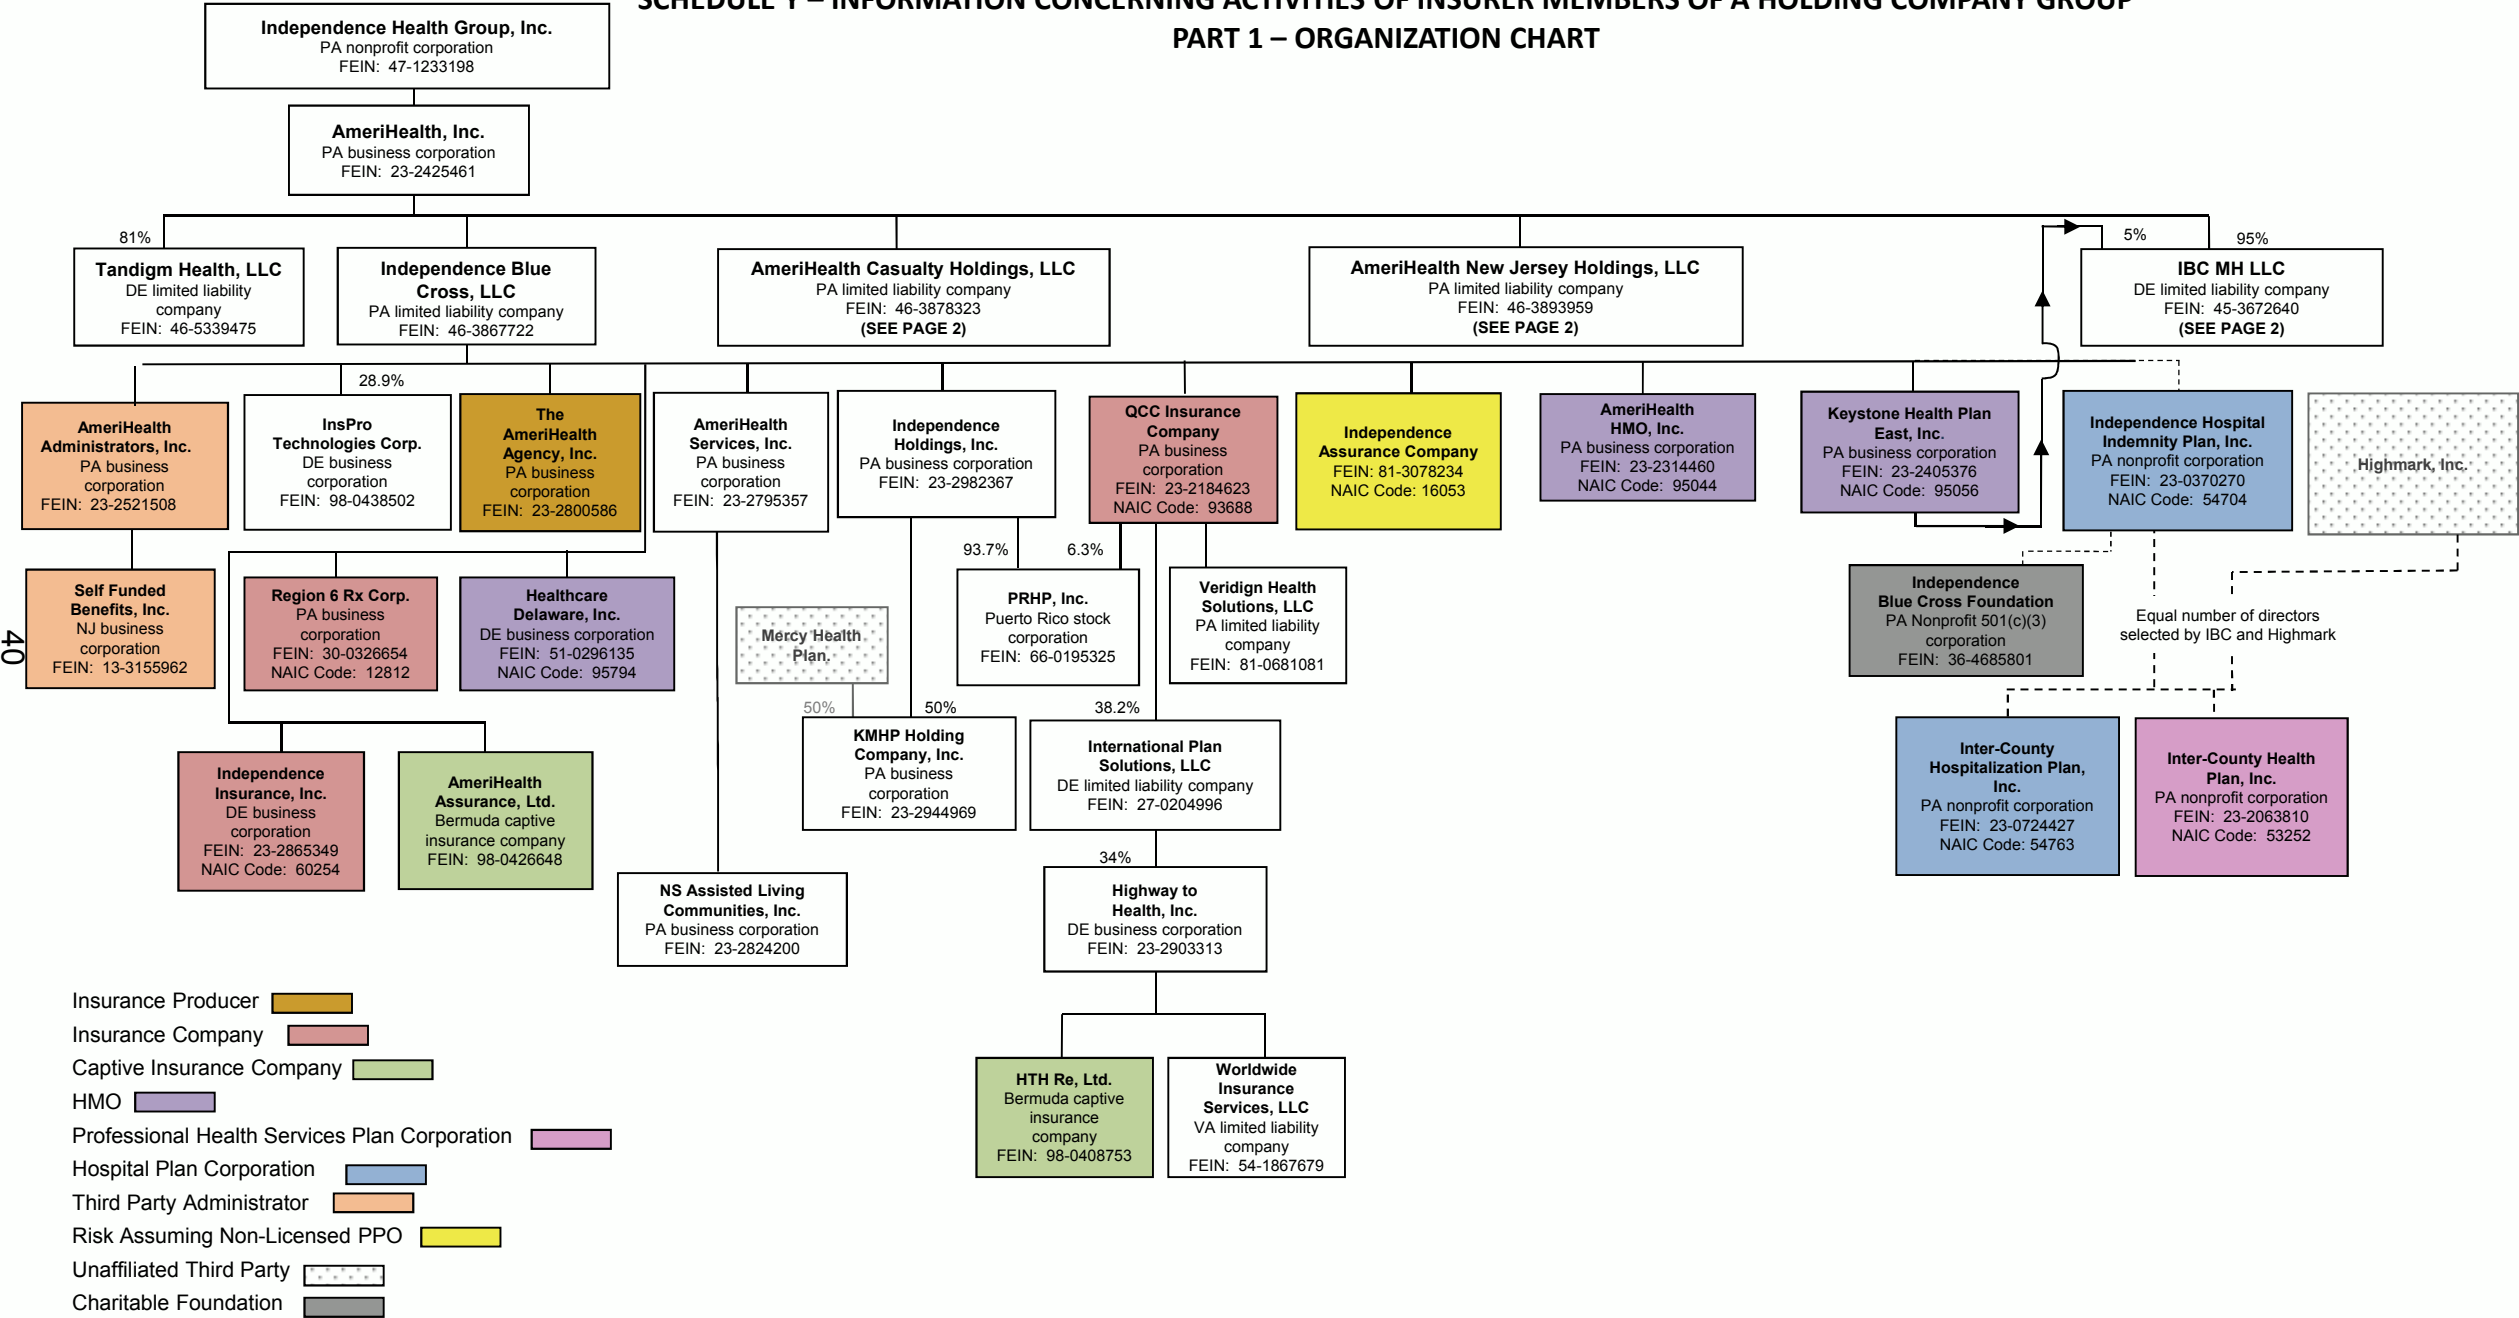 SCHEDULE Y – INFORMATION CONCERNING ACTIVITIES OF INSURER MEMBERS OF A HOLDING COMPANY GROUP
PART 1 – ORGANIZATION CHART
Independence Health Group, Inc.
PA nonprofit corporation
FEIN: 47-1233198
AmeriHealth, Inc.
PA business corporation
FEIN: 23-2425461
81%
Tandigm Health, LLC
DE limited liability
company
FEIN: 46-5339475
Independence Blue
Cross, LLC
PA limited liability company
FEIN: 46-3867722
AmeriHealth Casualty Holdings, LLC
PA limited liability company
FEIN: 46-3878323
(SEE PAGE 2)
AmeriHealth New Jersey Holdings, LLC
PA limited liability company
FEIN: 46-3893959
(SEE PAGE 2)
5%
95%
IBC MH LLC
DE limited liability company
FEIN: 45-3672640
(SEE PAGE 2)
AmeriHealth
Administrators, Inc.
PA business
corporation
FEIN: 23-2521508
28.9%
InsPro
Technologies Corp.
DE business
corporation
FEIN: 98-0438502
The
AmeriHealth
Agency, Inc.
PA business
corporation
FEIN: 23-2800586
AmeriHealth
Services, Inc.
PA business
corporation
FEIN: 23-2795357
Independence
Holdings, Inc.
PA business corporation
FEIN: 23-2982367
QCC Insurance
Company
PA business
corporation
FEIN: 23-2184623
NAIC Code: 93688
Independence
Assurance Company
FEIN: 81-3078234
NAIC Code: 16053
AmeriHealth
HMO, Inc.
PA business corporation
FEIN: 23-2314460
NAIC Code: 95044
Keystone Health Plan
East, Inc.
PA business corporation
FEIN: 23-2405376
NAIC Code: 95056
Independence Hospital
Indemnity Plan, Inc.
PA nonprofit corporation
FEIN: 23-0370270
NAIC Code: 54704
Highmark, Inc.
Self Funded
Benefits, Inc.
NJ business
corporation
FEIN: 13-3155962
Region 6 Rx Corp.
PA business
corporation
FEIN: 30-0326654
NAIC Code: 12812
Healthcare
Delaware, Inc.
DE business corporation
FEIN: 51-0296135
NAIC Code: 95794
Mercy Health
Plan.
93.7%
6.3%
PRHP, Inc.
Puerto Rico stock
corporation
FEIN: 66-0195325
Veridign Health
Solutions, LLC
PA limited liability
company
FEIN: 81-0681081
Independence
Blue Cross Foundation
PA Nonprofit 501(c)(3)
corporation
FEIN: 36-4685801
Equal number of directors
selected by IBC and Highmark
40
50%
50%
38.2%
Independence
Insurance, Inc.
DE business
corporation
FEIN: 23-2865349
NAIC Code: 60254
AmeriHealth
Assurance, Ltd.
Bermuda captive
insurance company
FEIN: 98-0426648
KMHP Holding
Company, Inc.
PA business
corporation
FEIN: 23-2944969
International Plan
Solutions, LLC
DE limited liability company
FEIN: 27-0204996
Inter-County
Hospitalization Plan,
Inc.
PA nonprofit corporation
FEIN: 23-0724427
NAIC Code: 54763
Inter-County Health
Plan, Inc.
PA nonprofit corporation
FEIN: 23-2063810
NAIC Code: 53252
NS Assisted Living
Communities, Inc.
PA business corporation
FEIN: 23-2824200
34%
Highway to
Health, Inc.
DE business corporation
FEIN: 23-2903313
HTH Re, Ltd.
Bermuda captive
insurance
company
FEIN: 98-0408753
Worldwide
Insurance
Services, LLC
VA limited liability
company
FEIN: 54-1867679
Insurance Producer
Insurance Company
Captive Insurance Company
HMO
Professional Health Services Plan Corporation
Hospital Plan Corporation
Third Party Administrator
Risk Assuming Non-Licensed PPO
Unaffiliated Third Party
Charitable Foundation